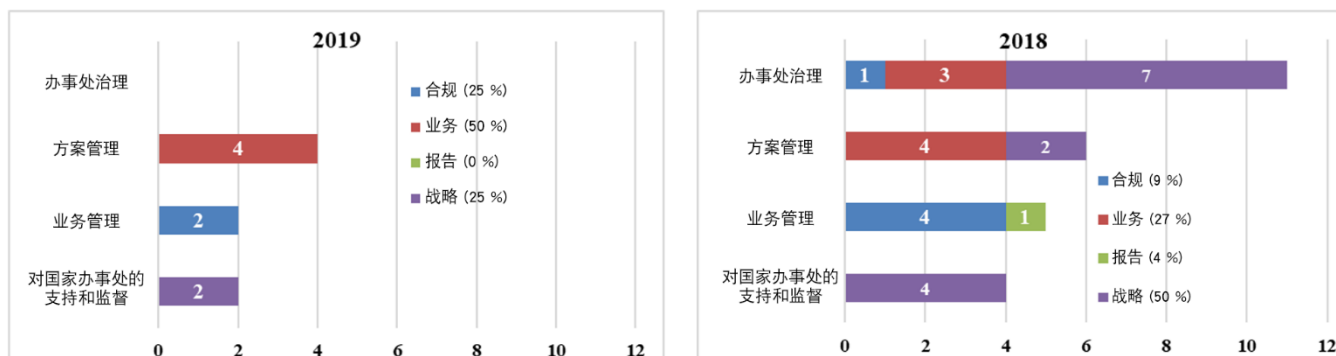 2019
办事处治理
方案管理
4
业务管理
2
对国家办事处的
支持和监督
2
合规 (25 %)
业务 (50 %)
报告 (0 %)
战略 (25 %)
0 2 4 6 8 10 12
2018
办事处治理
1 3 7
方案管理
4 2
业务管理
4 1
对国家办事处的
支持和监督
4
合规 (9 %)
业务 (27 %)
报告 (4 %)
战略 (50 %)
0 2 4 6 8 10 12